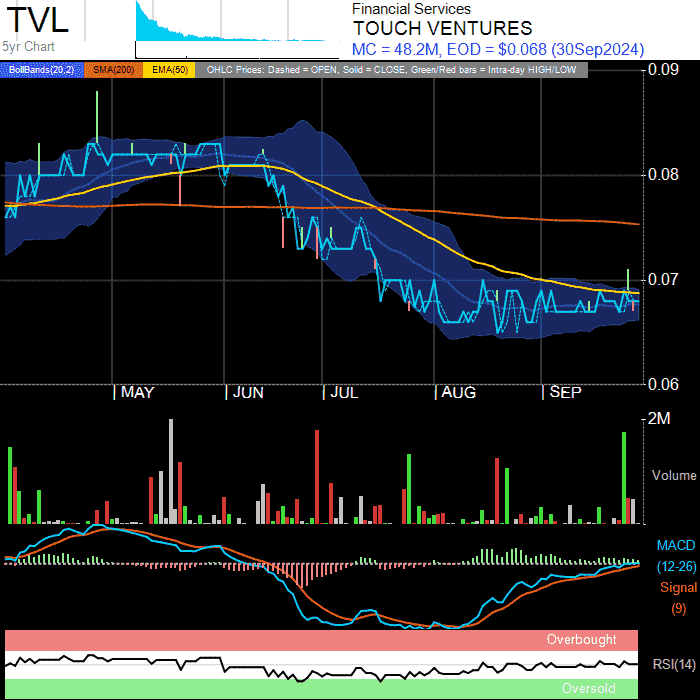 TVL
5yr Chart
Financial Services
TOUCH VENTURES
MC = 48.2M, EOD = $0.068 (30Sep2024)
BollBands(20,2) SMA(200) EMA(50) OHLC Prices: Dashed = OPEN, Solid = CLOSE, Green/Red bars = Intra-day HIGH/LOW
0.09
0.08
0.07
0.06
MAY JUN JUL AUG SEP
2M
Volume
MACD
(12-26)
Signal
(9)
Overbought
RSI(14)
Oversold